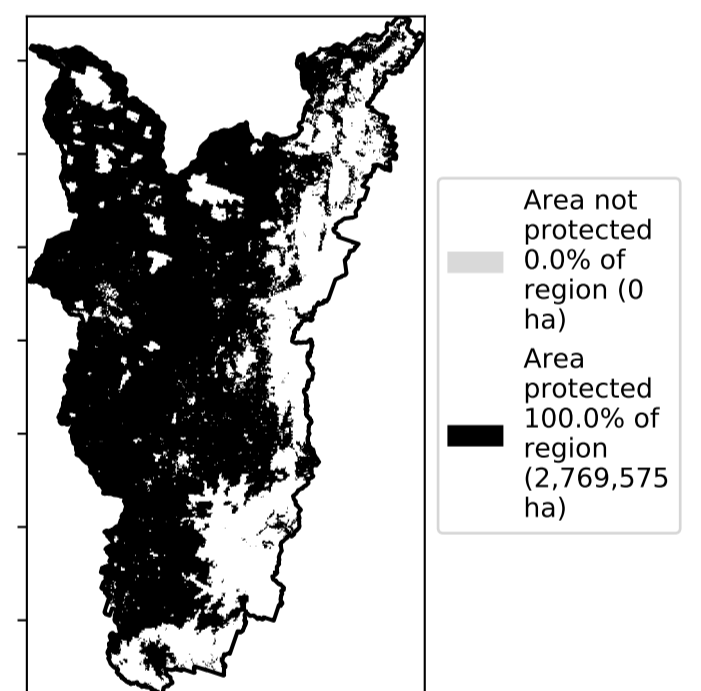 Area not
protected
0.0% of
region (0
ha)
Area
protected
100.0% of
region
(2,769,575
ha)